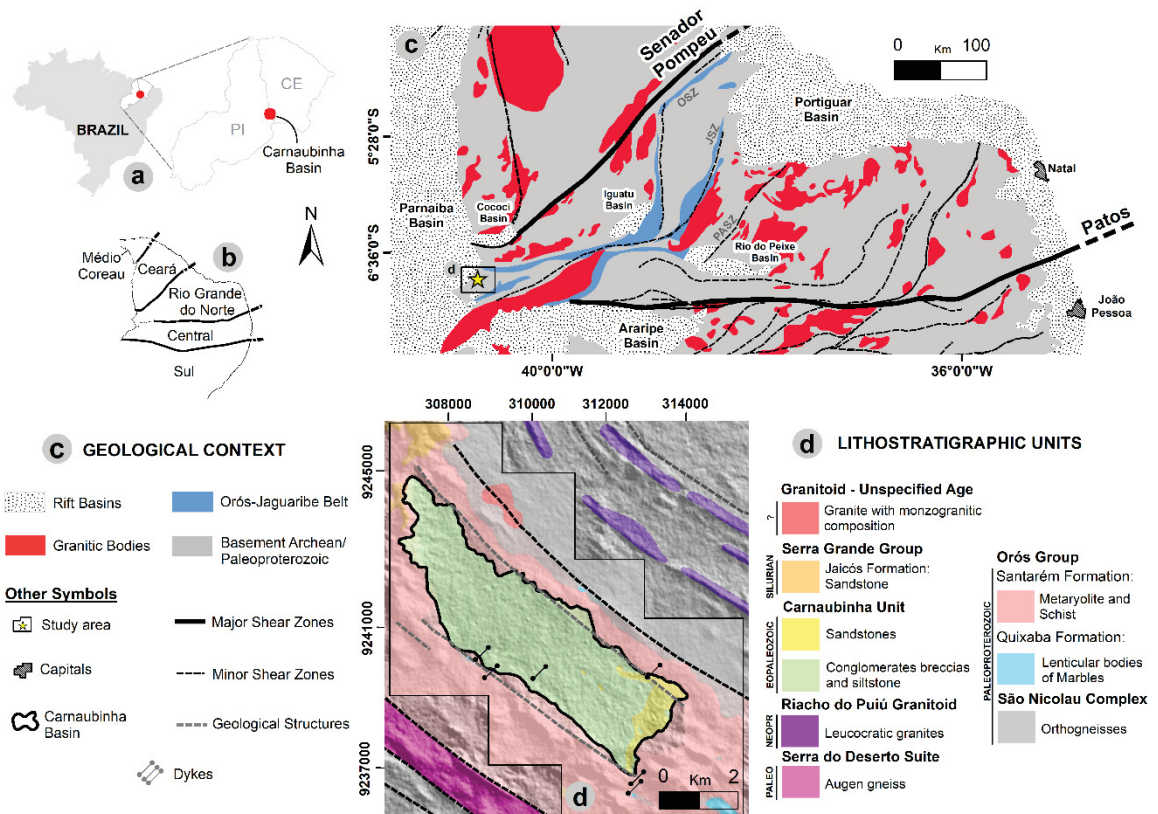 BRAZIL
a
PI
CE
Carnaubinha
Basin
b
Médio
Coreau
Ceará
Rio Grande
do Norte
Central
Sul
N
c
Senador
Pompeu
0 Km 100
OSZ
JSZ
PASZ
Portiguar
Basin
Natal
Parnaíba
Basin
Cococi
Basin
Iguatu
Basin
Rio do Peixe
Basin
Patos
João
Pessoa
Araripe
Basin
d
5°28'0"S
6°36'0"S
40°0'0"W
36°0'0"W
c GEOLOGICAL CONTEXT
Rift Basins
Orós-Jaguaribe Belt
Granitic Bodies
Basement Archean/
Paleoproterozoic
Other Symbols
Study area
Major Shear Zones
Capitals
Minor Shear Zones
Carnaubinha
Basin
Geological Structures
Dykes
308000 310000 312000 314000
9245000
9241000
9237000
0 Km 2
d
d LITHOSTRATIGRAPHIC UNITS
Granitoid - Unspecified Age
?
Granite with monzogranitic
composition
Serra Grande Group
SILURIAN
Jaicós Formation:
Sandstone
Carnaubinha Unit
EOPALEOZOIC
Sandstones
Conglomerates breccias
and siltstone
Riacho do Puiú Granitoid
NEOPR
Leucocratic granites
Serra do Deserto Suite
PALEO
Augen gneiss
Orós Group
PALEOPROTEROZOIC
Santarém Formation:
Metaryolite and
Schist
Quixaba Formation:
Lenticular bodies
of Marbles
São Nicolau Complex
Orthogneisses